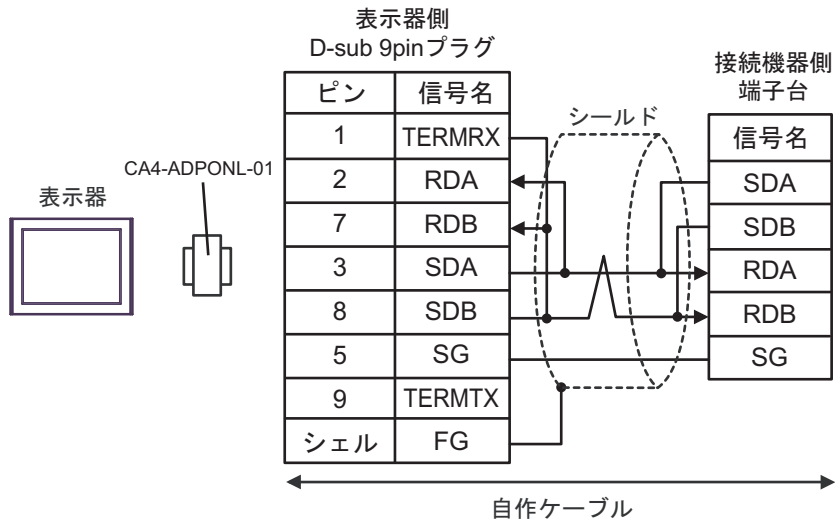 表示器側
D-sub 9pinプラグ
接続機器側
端子台
ピン 信号名
シールド
信号名
1 TERMRX
CA4-ADPONL-01
表示器
2 RDA
SDA
7 RDB
SDB
3 SDA
RDA
8 SDB
RDB
5 SG
SG
9 TERMTX
シェル FG
自作ケーブル